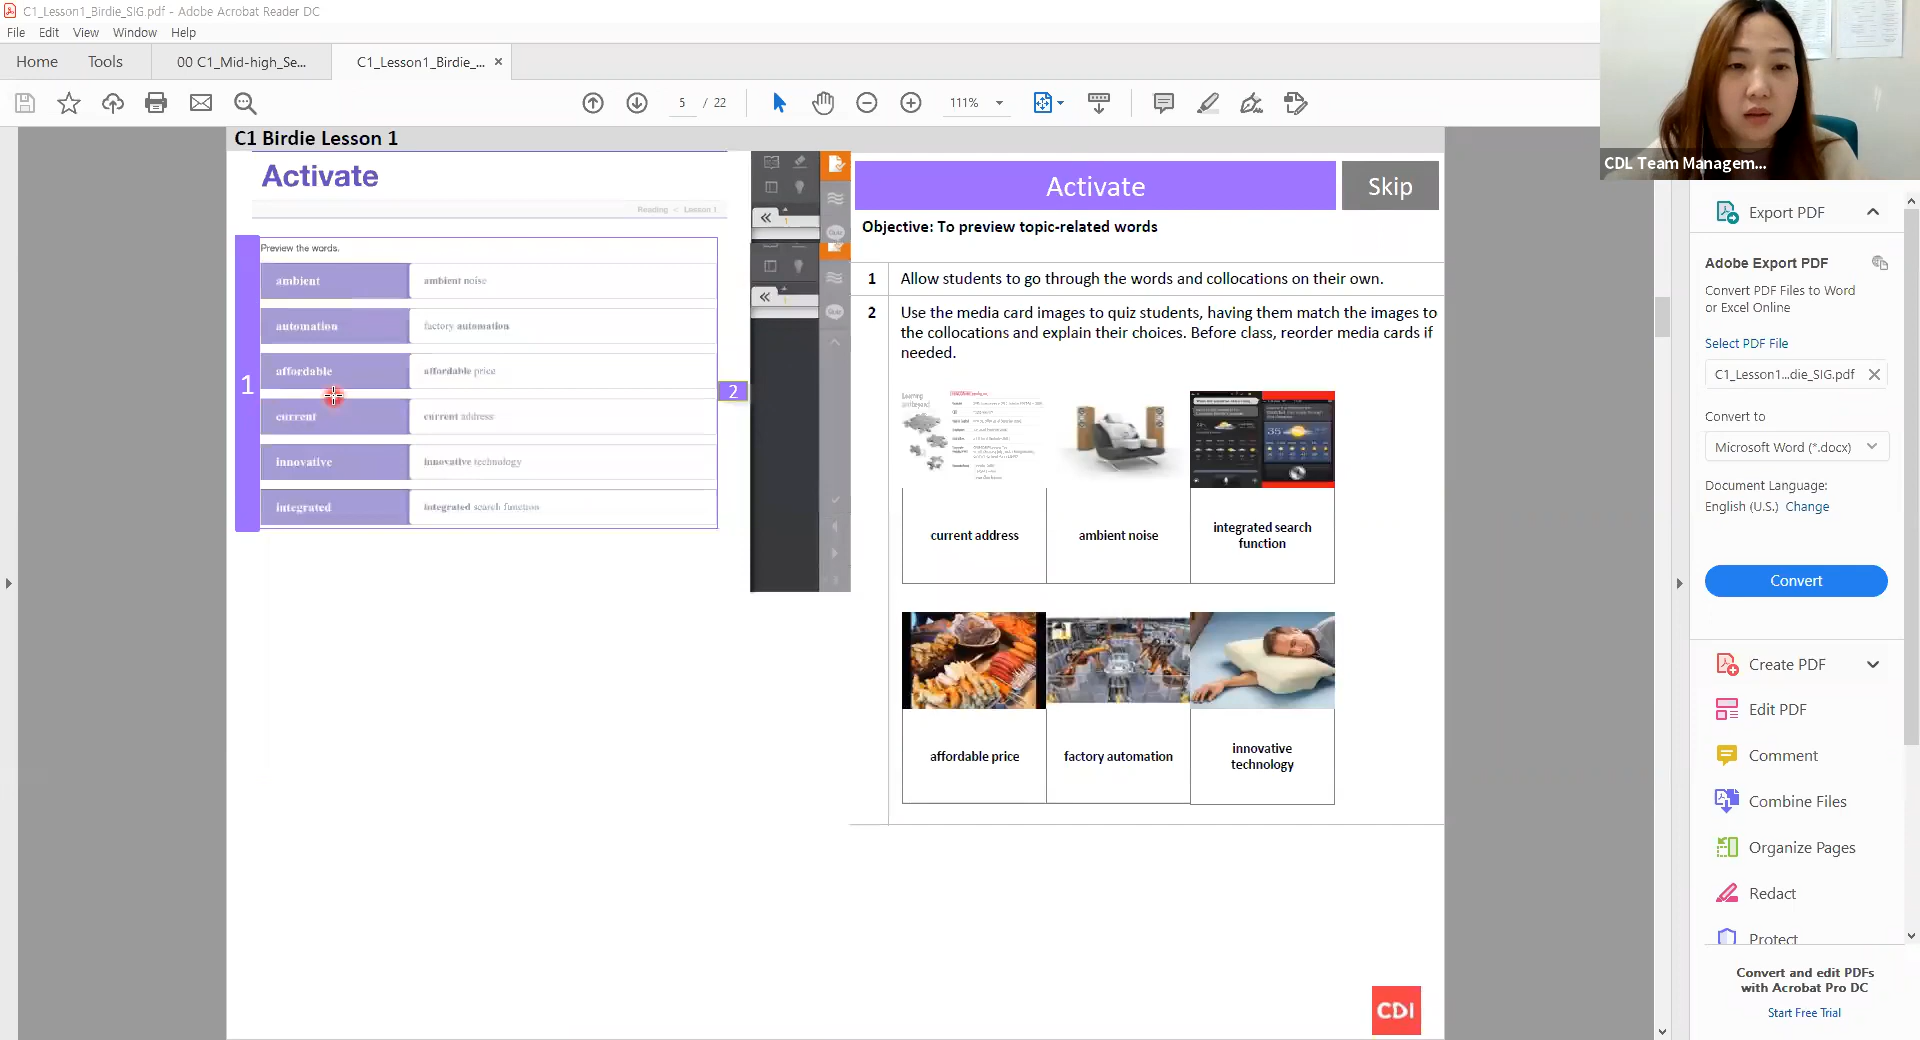 C1_Lesson1_Birdie_SIG.pdf - Adobe Acrobat Reader DC
File Edit View Window Help
Home Tools 00 C1_Mid-high_Se... C1_Lesson1_Birdie_... ×
5 / 22 111%
CDL Team Managem...
C1 Birdie Lesson 1
Activate
Reading < Lesson 1
Preview the words.
1
ambient ambient noise
automation factory automation
affordable affordable price
current current address
innovative innovative technology
integrated integrated search function
2
Activate Skip
Objective: To preview topic-related words
1 Allow students to go through the words and collocations on their own.
2 Use the media card images to quiz students, having them match the images to
the collocations and explain their choices. Before class, reorder media cards if
needed.
current address
ambient noise
integrated search
function
affordable price
factory automation
innovative
technology
CDI
Export PDF
Adobe Export PDF
Convert PDF Files to Word
or Excel Online
Select PDF File
C1_Lesson1...die_SIG.pdf
Convert to
Microsoft Word (*.docx)
Document Language:
English (U.S.) Change
Convert
Create PDF
Edit PDF
Comment
Combine Files
Organize Pages
Redact
Protect
Convert and edit PDFs
with Acrobat Pro DC
Start Free Trial